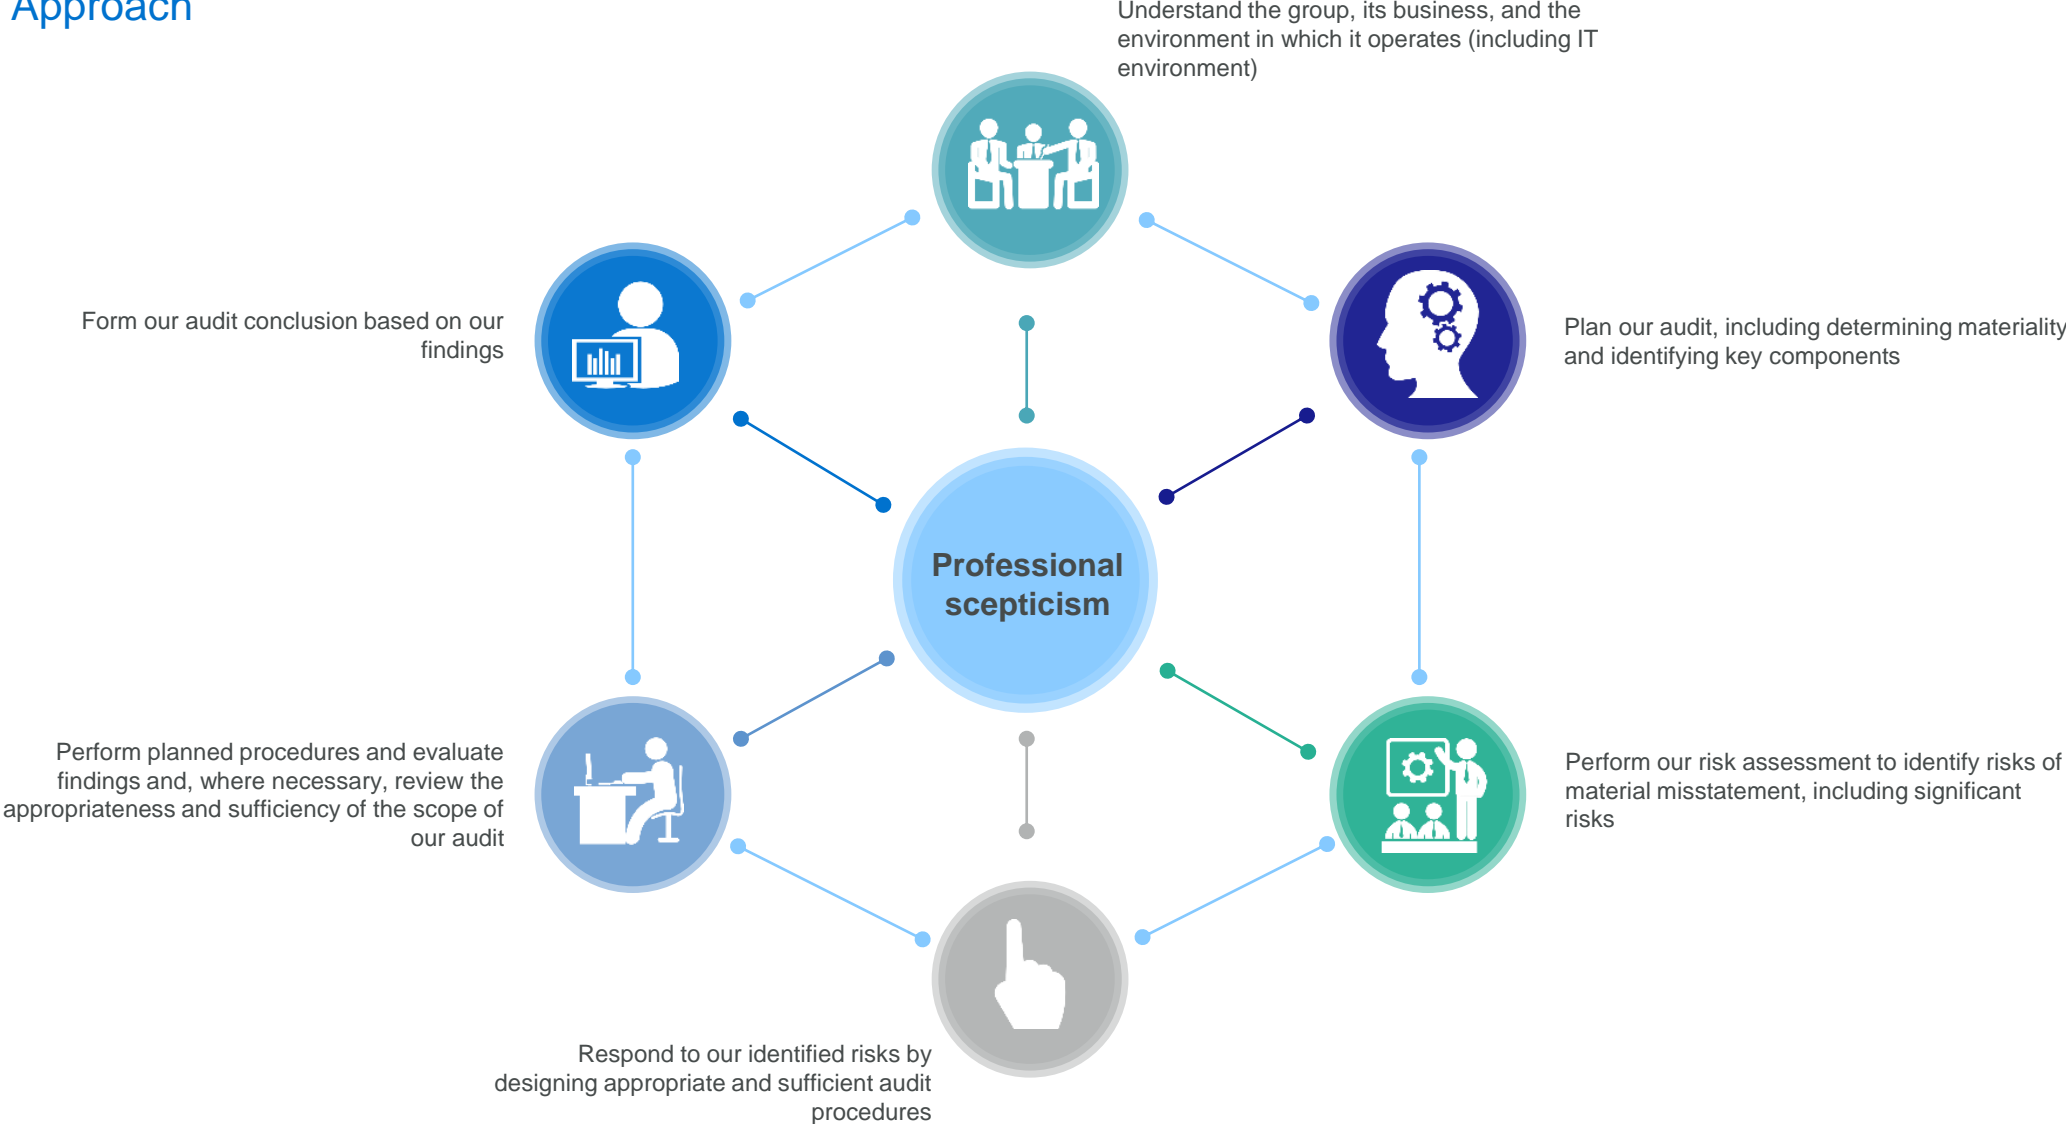 Approach
Understand the group, its business, and the
environment in which it operates (including IT
environment)
Plan our audit, including determining materiality
and identifying key components
Perform our risk assessment to identify risks of
material misstatement, including significant
risks
Respond to our identified risks by
designing appropriate and sufficient audit
procedures
Perform planned procedures and evaluate
findings and, where necessary, review the
appropriateness and sufficiency of the scope of
our audit
Form our audit conclusion based on our
findings
Professional
scepticism